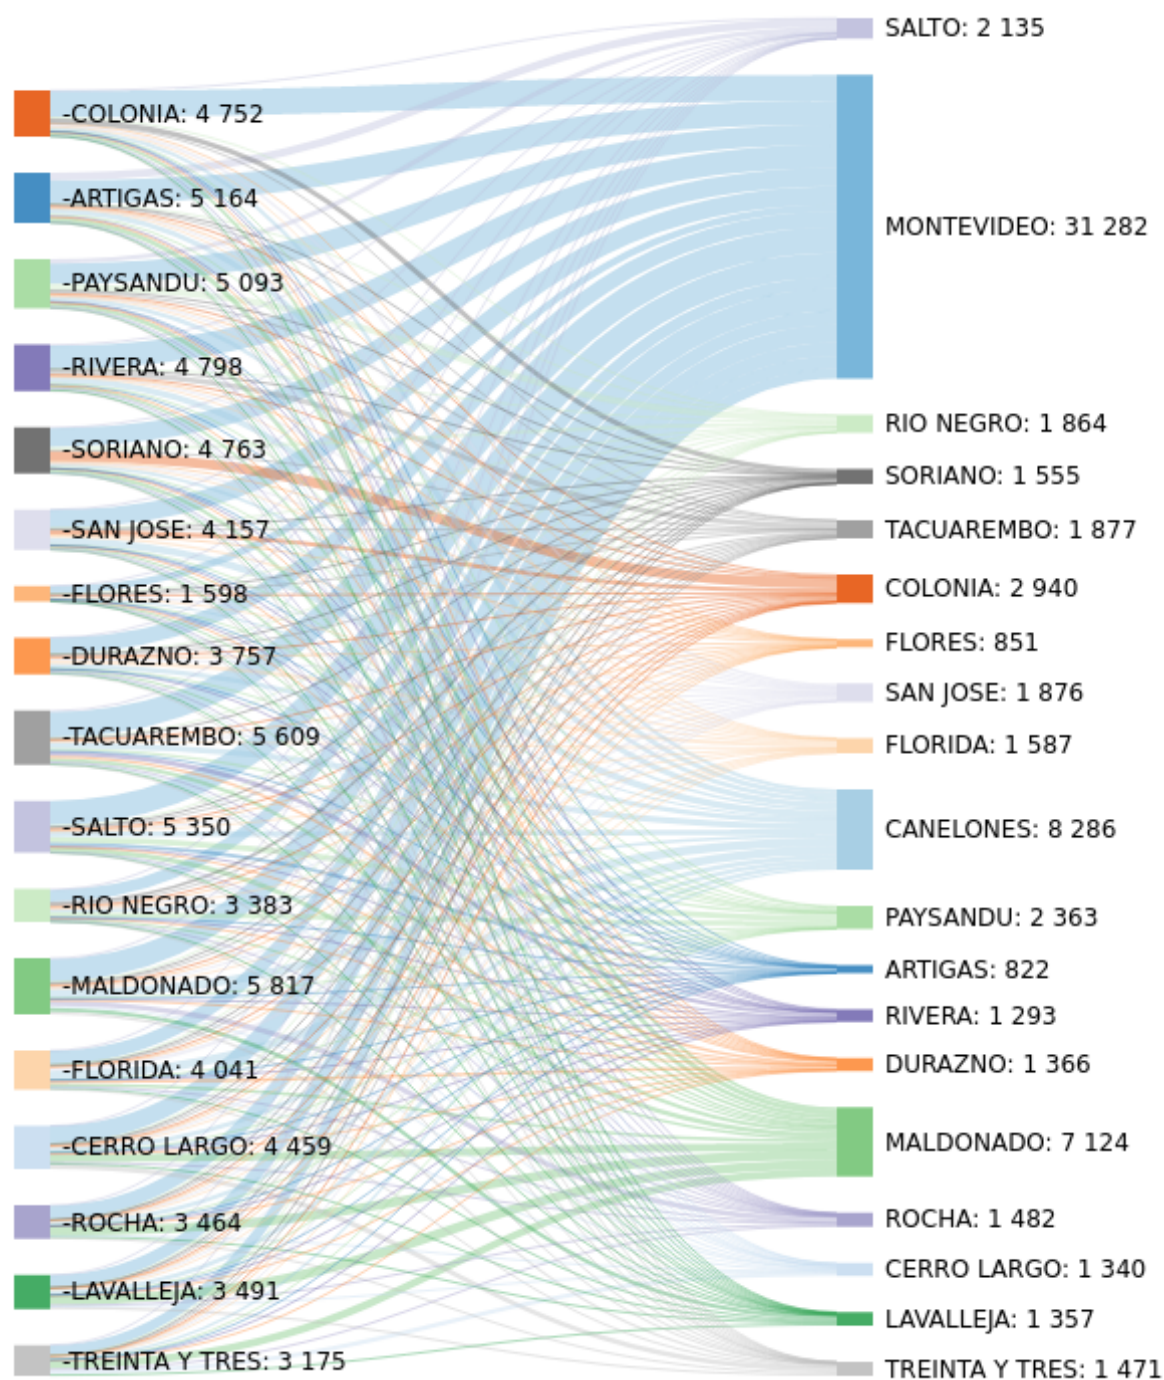 -COLONIA: 4 752
-ARTIGAS: 5 164
-PAYSANDU: 5 093
-RIVERA: 4 798
-SORIANO: 4 763
-SAN JOSE: 4 157
-FLORES: 1 598
-DURAZNO: 3 757
-TACUAREMBO: 5 609
-SALTO: 5 350
-RIO NEGRO: 3 383
-MALDONADO: 5 817
-FLORIDA: 4 041
-CERRO LARGO: 4 459
-ROCHA: 3 464
-LAVALLEJA: 3 491
-TREINTA Y TRES: 3 175
SALTO: 2 135
MONTEVIDEO: 31 282
RIO NEGRO: 1 864
SORIANO: 1 555
TACUAREMBO: 1 877
COLONIA: 2 940
FLORES: 851
SAN JOSE: 1 876
FLORIDA: 1 587
CANELONES: 8 286
PAYSANDU: 2 363
ARTIGAS: 822
RIVERA: 1 293
DURAZNO: 1 366
MALDONADO: 7 124
ROCHA: 1 482
CERRO LARGO: 1 340
LAVALLEJA: 1 357
TREINTA Y TRES: 1 471